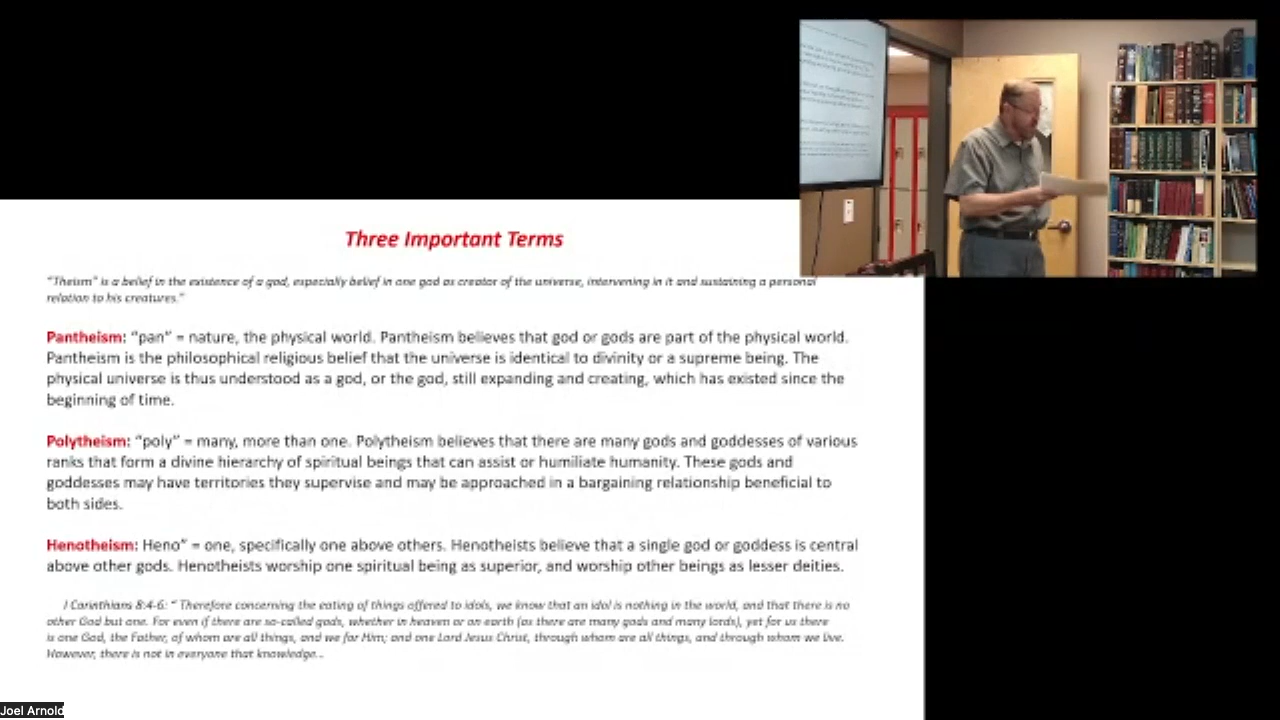 Three Important Terms
"Theism" is a belief in the existence of a god, especially belief in one god as creator of the universe, intervening in it and sustaining a personal
relation to his creatures."
Pantheism: "pan" = nature, the physical world. Pantheism believes that god or gods are part of the physical world.
Pantheism is the philosophical religious belief that the universe is identical to divinity or a supreme being. The
physical universe is thus understood as a god, or the god, still expanding and creating, which has existed since the
beginning of time.
Polytheism: "poly" = many, more than one. Polytheism believes that there are many gods and goddesses of various
ranks that form a divine hierarchy of spiritual beings that can assist or humiliate humanity. These gods and
goddesses may have territories they supervise and may be approached in a bargaining relationship beneficial to
both sides.
Henotheism: Heno" = one, specifically one above others. Henotheists believe that a single god or goddess is central
above other gods. Henotheists worship one spiritual being as superior, and worship other beings as lesser deities.
I Corinthians 8:4-6: " Therefore concerning the eating of things offered to idols, we know that an idol is nothing in the world, and that there is no
other God but one. For even if there are so-called gods, whether in heaven or on earth (as there are many gods and many lords), yet for us there
is one God, the Father, of whom are all things, and we for Him; and one Lord Jesus Christ, through whom are all things, and through whom we live.
However, there is not in everyone that knowledge...
Joel Arnold